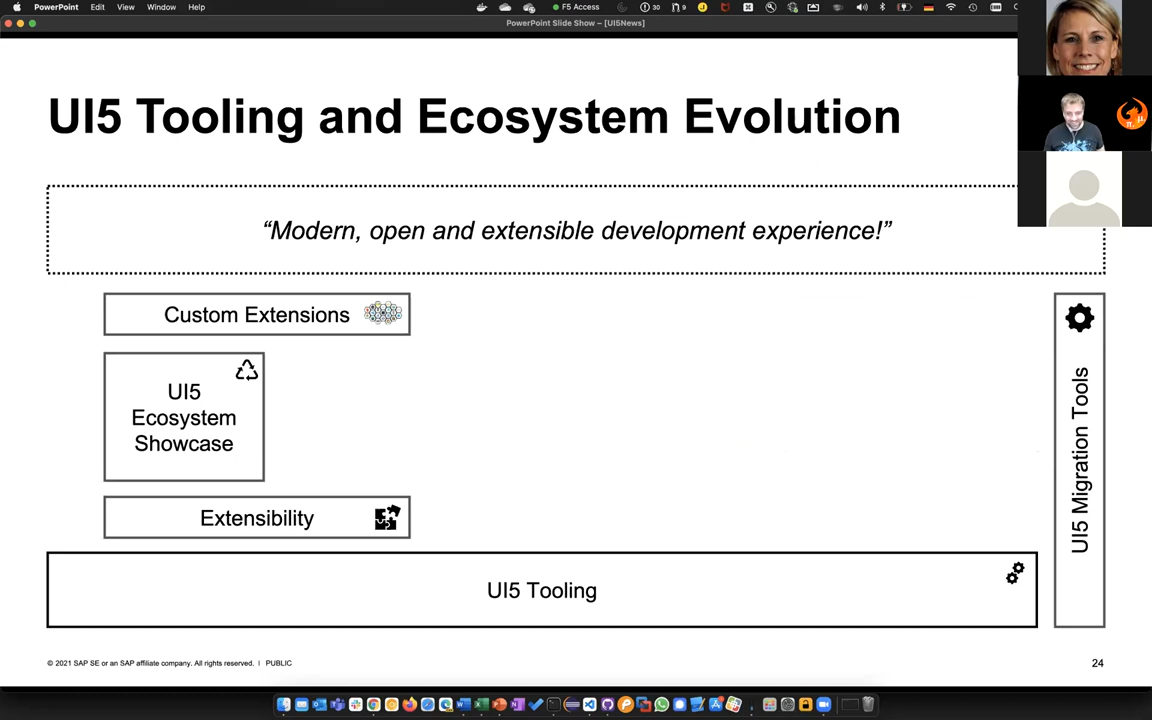 PowerPoint Edit View Window Help F5 Access 30 9
PowerPoint Slide Show – [UI5News]
UI5 Tooling and Ecosystem Evolution
“Modern, open and extensible development experience!”
Custom Extensions
UI5
Ecosystem
Showcase
Extensibility
UI5 Tooling
UI5 Migration Tools
© 2021 SAP SE or an SAP affiliate company. All rights reserved. | PUBLIC
24